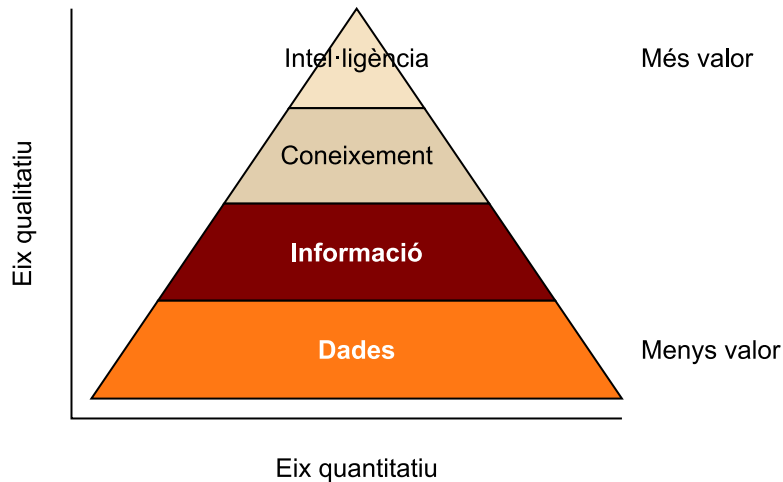 Intel·ligència
Més valor
Coneixement
Eix qualitatiu
Informació
Dades
Menys valor
Eix quantitatiu